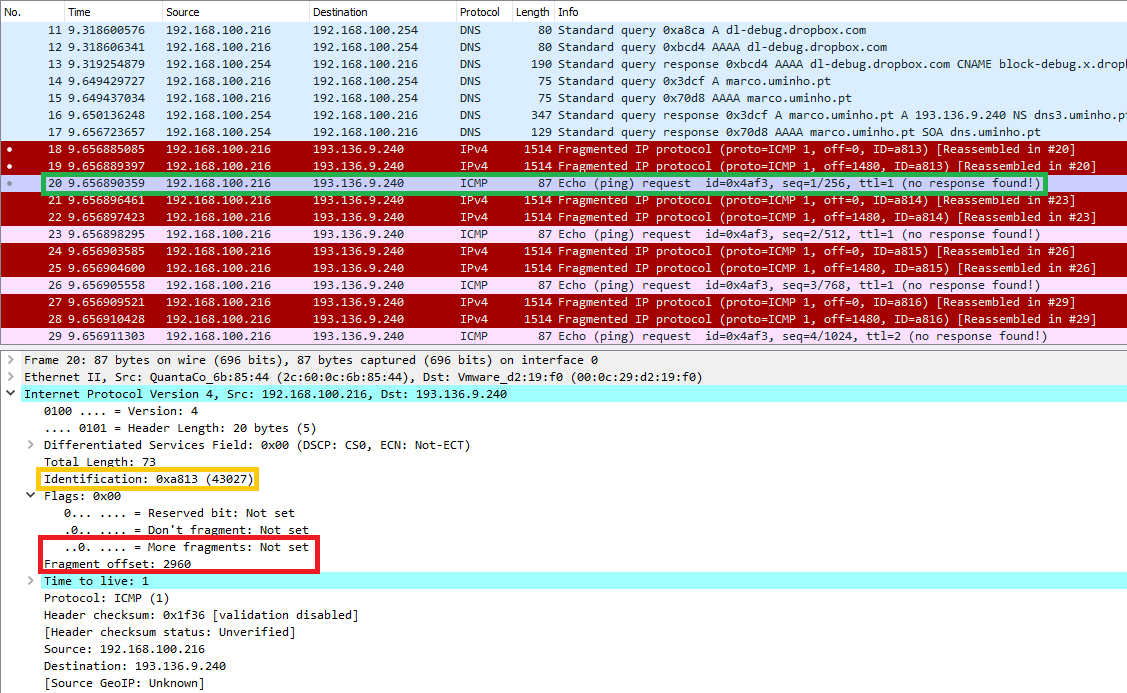 No. Time Source Destination Protocol Length Info
11 9.318600576 192.168.100.216 192.168.100.254 DNS 80 Standard query 0xa8ca A dl-debug.dropbox.com
12 9.318606341 192.168.100.216 192.168.100.254 DNS 80 Standard query 0xbcd4 AAAA dl-debug.dropbox.com
13 9.319254879 192.168.100.254 192.168.100.216 DNS 190 Standard query response 0xbcd4 AAAA dl-debug.dropbox.com CNAME block-debug.x.drop
14 9.649429727 192.168.100.216 192.168.100.254 DNS 75 Standard query 0x3dcf A marco.uminho.pt
15 9.649437034 192.168.100.216 192.168.100.254 DNS 75 Standard query 0x70d8 AAAA marco.uminho.pt
16 9.650136248 192.168.100.254 192.168.100.216 DNS 347 Standard query response 0x3dcf A marco.uminho.pt A 193.136.9.240 NS dns3.uminho.
17 9.656723657 192.168.100.254 192.168.100.216 DNS 129 Standard query response 0x70d8 AAAA marco.uminho.pt SOA dns.uminho.pt
18 9.656885085 192.168.100.216 193.136.9.240 IPv4 1514 Fragmented IP protocol (proto=ICMP 1, off=0, ID=a813) [Reassembled in #20]
19 9.656889397 192.168.100.216 193.136.9.240 IPv4 1514 Fragmented IP protocol (proto=ICMP 1, off=1480, ID=a813) [Reassembled in #20]
20 9.656890359 192.168.100.216 193.136.9.240 ICMP 87 Echo (ping) request id=0x4af3, seq=1/256, ttl=1 (no response found!)
21 9.656896461 192.168.100.216 193.136.9.240 IPv4 1514 Fragmented IP protocol (proto=ICMP 1, off=0, ID=a814) [Reassembled in #23]
22 9.656897423 192.168.100.216 193.136.9.240 IPv4 1514 Fragmented IP protocol (proto=ICMP 1, off=1480, ID=a814) [Reassembled in #23]
23 9.656898295 192.168.100.216 193.136.9.240 ICMP 87 Echo (ping) request id=0x4af3, seq=2/512, ttl=1 (no response found!)
24 9.656903585 192.168.100.216 193.136.9.240 IPv4 1514 Fragmented IP protocol (proto=ICMP 1, off=0, ID=a815) [Reassembled in #26]
25 9.656904600 192.168.100.216 193.136.9.240 IPv4 1514 Fragmented IP protocol (proto=ICMP 1, off=1480, ID=a815) [Reassembled in #26]
26 9.656905558 192.168.100.216 193.136.9.240 ICMP 87 Echo (ping) request id=0x4af3, seq=3/768, ttl=1 (no response found!)
27 9.656909521 192.168.100.216 193.136.9.240 IPv4 1514 Fragmented IP protocol (proto=ICMP 1, off=0, ID=a816) [Reassembled in #29]
28 9.656910428 192.168.100.216 193.136.9.240 IPv4 1514 Fragmented IP protocol (proto=ICMP 1, off=1480, ID=a816) [Reassembled in #29]
29 9.656911303 192.168.100.216 193.136.9.240 ICMP 87 Echo (ping) request id=0x4af3, seq=4/1024, ttl=2 (no response found!)
Frame 20: 87 bytes on wire (696 bits), 87 bytes captured (696 bits) on interface 0
Ethernet II, Src: QuantaCo_6b:85:44 (2c:60:0c:6b:85:44), Dst: Vmware_d2:19:f0 (00:0c:29:d2:19:f0)
Internet Protocol Version 4, Src: 192.168.100.216, Dst: 193.136.9.240
0100 .... = Version: 4
.... 0101 = Header Length: 20 bytes (5)
Differentiated Services Field: 0x00 (DSCP: CS0, ECN: Not-ECT)
Total Length: 73
Identification: 0xa813 (43027)
Flags: 0x00
0... .... = Reserved bit: Not set
.0.. .... = Don't fragment: Not set
..0. .... = More fragments: Not set
Fragment offset: 2960
Time to live: 1
Protocol: ICMP (1)
Header checksum: 0x1f36 [validation disabled]
[Header checksum status: Unverified]
Source: 192.168.100.216
Destination: 193.136.9.240
[Source GeoIP: Unknown]